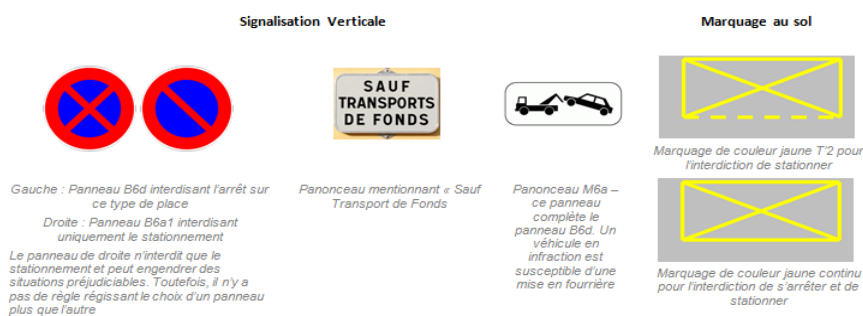 Signalisation Verticale
Marquage au sol
SAUF
TRANSPORTS
DE FONDS
Gauche : Panneau B6d interdisant l'arrêt sur
ce type de place
Droite : Panneau B6a1 interdisant
uniquement le stationnement
Le panneau de droite n'interdit que le
stationnement et peut engendrer des
situations préjudiciables. Toutefois, il n'y a
pas de règle régissant le choix d'un panneau
plus que l'autre
Panonceau mentionnant « Sauf
Transport de Fonds
Panonceau M6a –
ce panneau
complète le
panneau B6d. Un
véhicule en
infraction est
susceptible d'une
mise en fourrière
Marquage de couleur jaune T'2 pour
l'interdiction de stationner
Marquage de couleur jaune continu
pour l'interdiction de s'arrêter et de
stationner